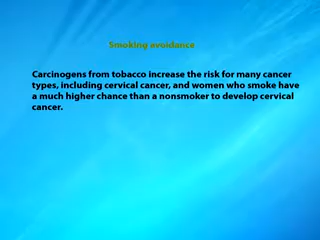 Smoking avoidance
Carcinogens from tobacco increase the risk for many cancer
types, including cervical cancer, and women who smoke have
a much higher chance than a nonsmoker to develop cervical
cancer.